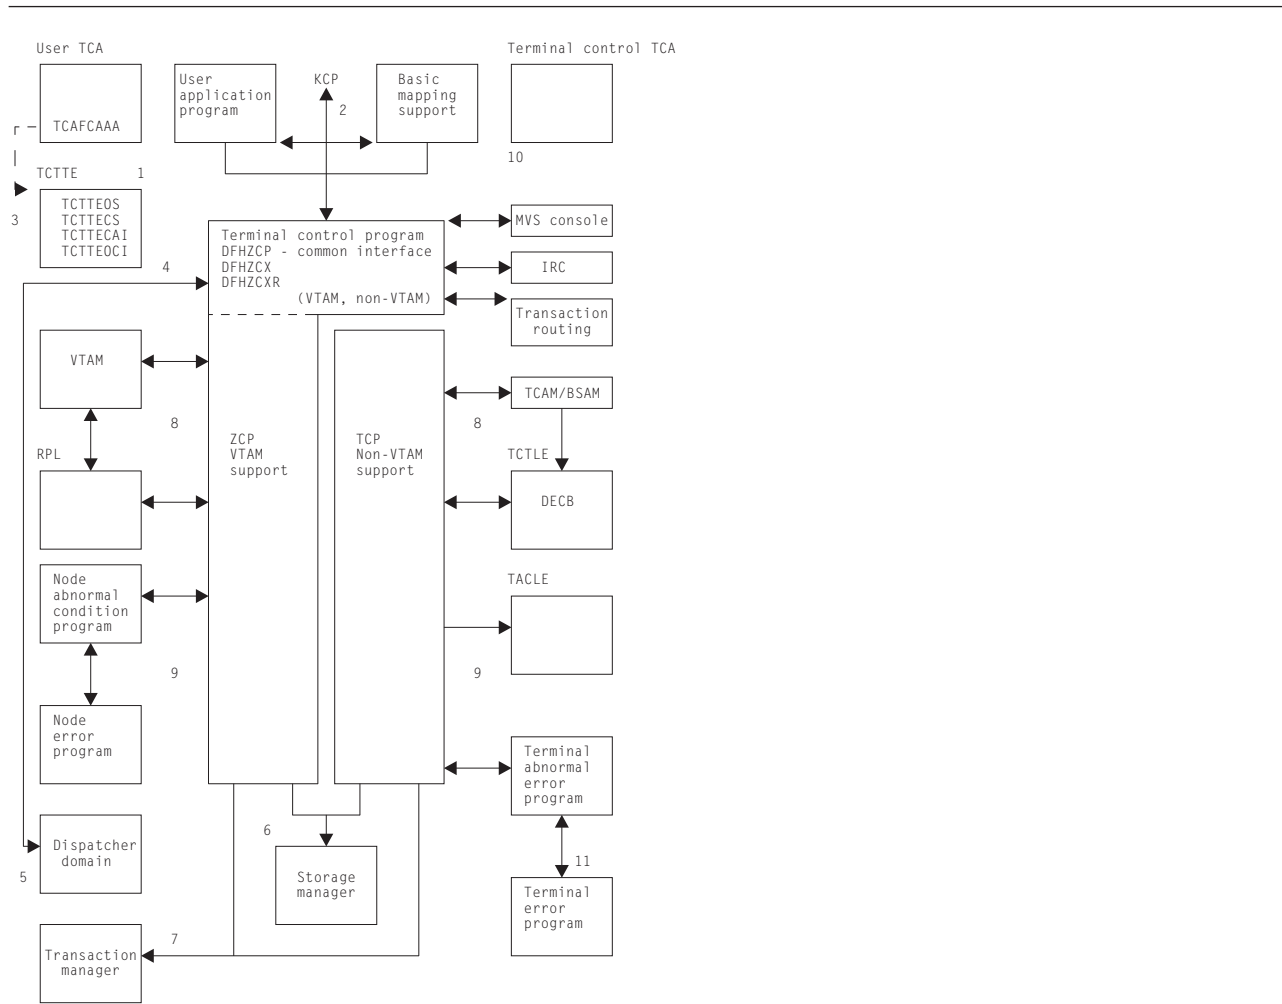 User TCA
Terminal control TCA
User
application
program
KCP
2
Basic
mapping
support
TCAFCAAA
10
TCTTE
1
3
TCTTEOS
TCTTECS
TCTTECAI
TCTTEOCI
MVS console
Terminal control program
DFHZCP - common interface
DFHZCX
DFHZCXR
(VTAM, non-VTAM)
4
IRC
Transaction
routing
VTAM
TCAM/BSAM
8
8
ZCP
VTAM
support
TCP
Non-VTAM
support
RPL
TCTLE
DECB
Node
abnormal
condition
program
TACLE
9
9
Node
error
program
Terminal
abnormal
error
program
6
Dispatcher
domain
5
11
Storage
manager
Terminal
error
program
7
Transaction
manager